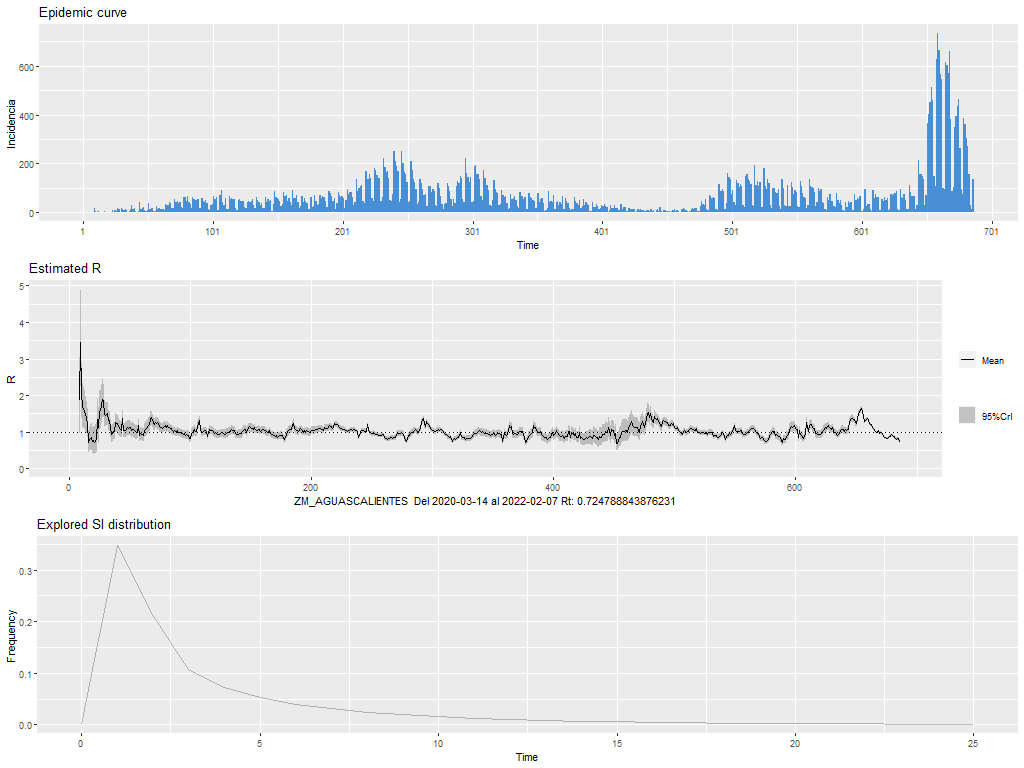 Epidemic curve
Incidencia
600
400
200
0
1 101 201 301 401 501 601 701
Time
Estimated R
R
5
4
3
2
1
0
Mean
95%CrI
0 200 400 600
ZM_AGUASCALIENTES Del 2020-03-14 al 2022-02-07 Rt: 0.724788843876231
Explored SI distribution
Frequency
0.3
0.2
0.1
0.0
0 5 10 15 20 25
Time